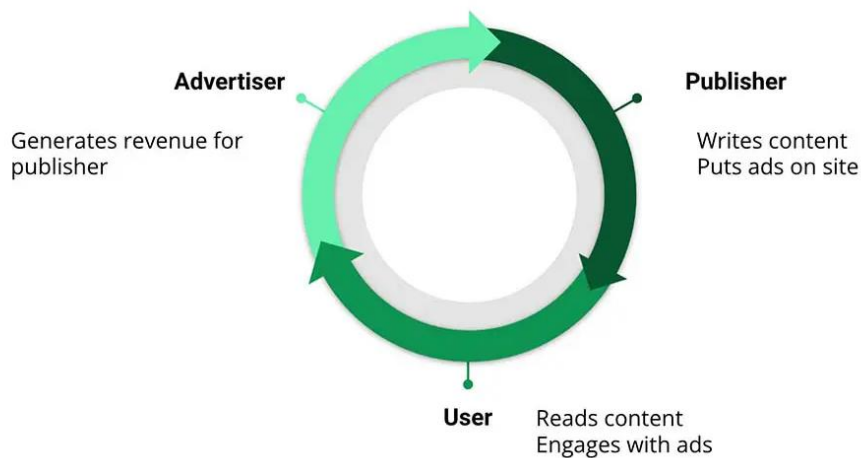 Advertiser
Generates revenue for
publisher
Publisher
Writes content
Puts ads on site
User
Reads content
Engages with ads